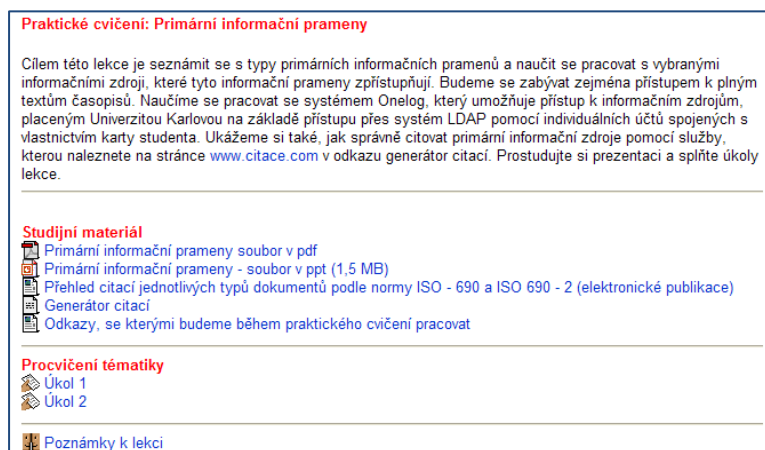 Praktické cvičení: Primární informační prameny
Cílem této lekce je seznámit se s typy primárních informačních pramenů a naučit se pracovat s vybranými
informačními zdroji, které tyto informační prameny zpřístupňují. Budeme se zabývat zejména přístupem k plným
textům časopisů. Naučíme se pracovat se systémem Onelog, který umožňuje přístup k informačním zdrojům,
placeným Univerzitou Karlovou na základě přístupu přes systém LDAP pomocí individuálních účtů spojených s
vlastnictvím karty studenta. Ukážeme si také, jak správně citovat primární informační zdroje pomocí služby,
kterou naleznete na stránce www.citace.com v odkazu generátor citací. Prostudujte si prezentaci a splňte úkoly
lekce.
Studijní materiál
Primární informační prameny soubor v pdf
Primární informační prameny - soubor v ppt (1,5 MB)
Přehled citací jednotlivých typů dokumentů podle normy ISO - 690 a ISO 690 - 2 (elektronické publikace)
Generátor citací
Odkazy, se kterými budeme během praktického cvičení pracovat
Procvičení tématiky
Úkol 1
Úkol 2
Poznámky k lekci